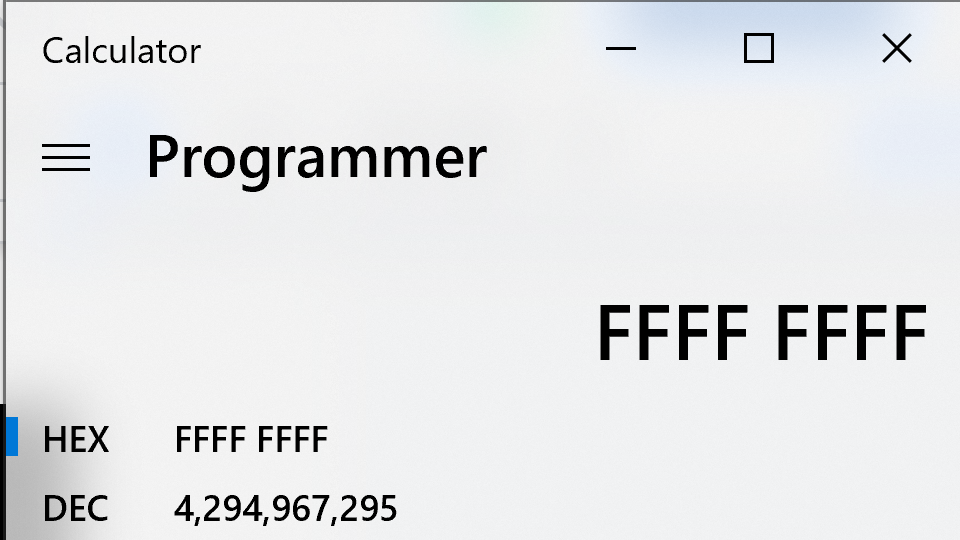 Calculator
Programmer
FFFF FFFF
HEX FFFF FFFF
DEC 4,294,967,295